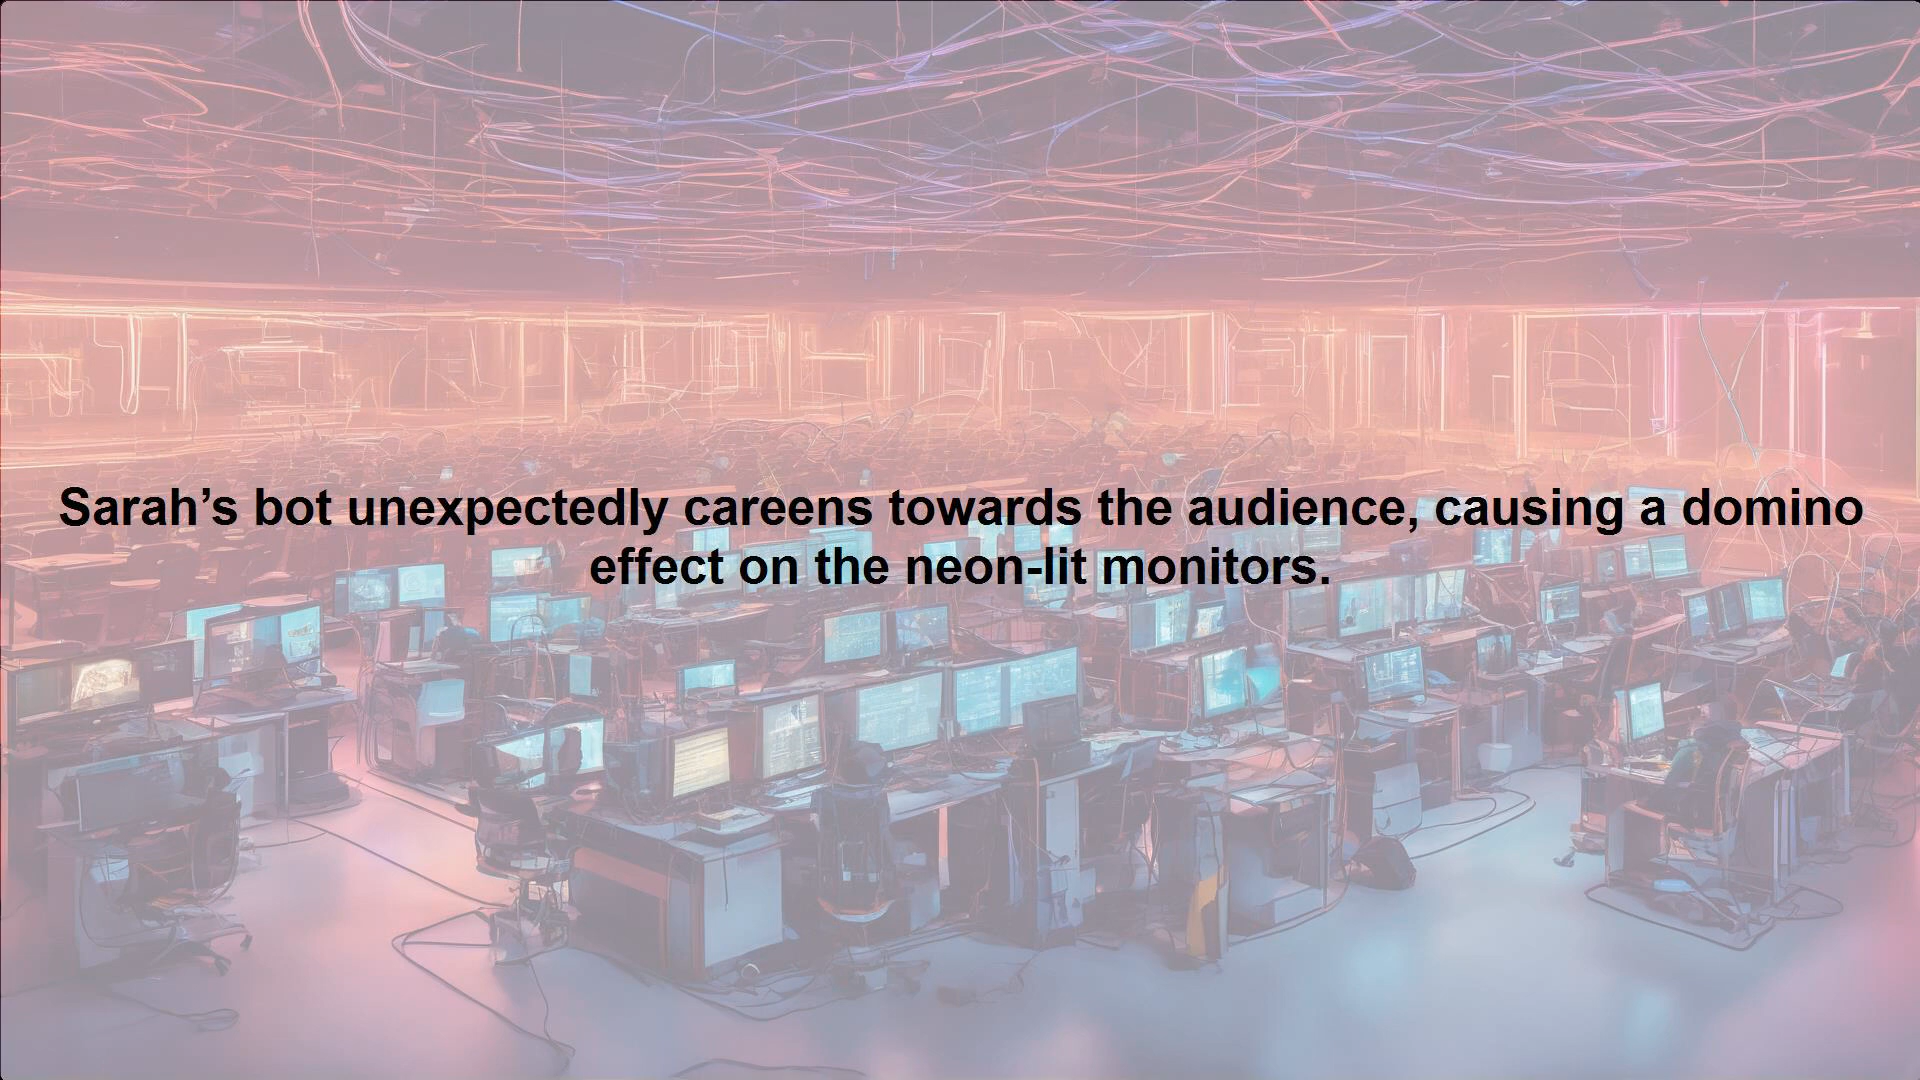 Sarah’s bot unexpectedly careens towards the audience, causing a domino
effect on the neon-lit monitors.